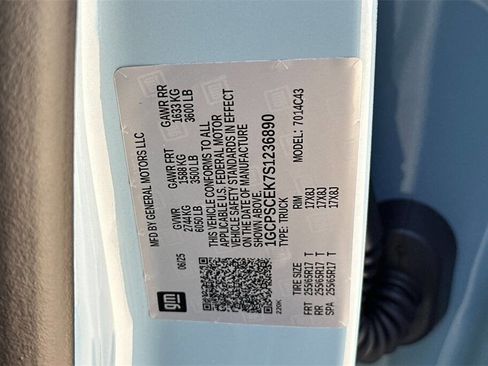 gm
MFD BY GENERAL MOTORS LLC
06/25
GVWR GAWR FRT GAWR RR
2744 KG 1588 KG 1633 KG
6050 LB 3500 LB 3600 LB
THIS VEHICLE CONFORMS TO ALL
APPLICABLE U.S. FEDERAL MOTOR
VEHICLE SAFETY STANDARDS IN EFFECT
ON THE DATE OF MANUFACTURE
SHOWN ABOVE.
1GCPSCEK7S1236890
TYPE: TRUCK
220K 7014C43
TIRE SIZE RIM
FRT 255/65R17 T 17X8J
RR 255/65R17 T 17X8J
SPA 255/65R17 T 17X8J